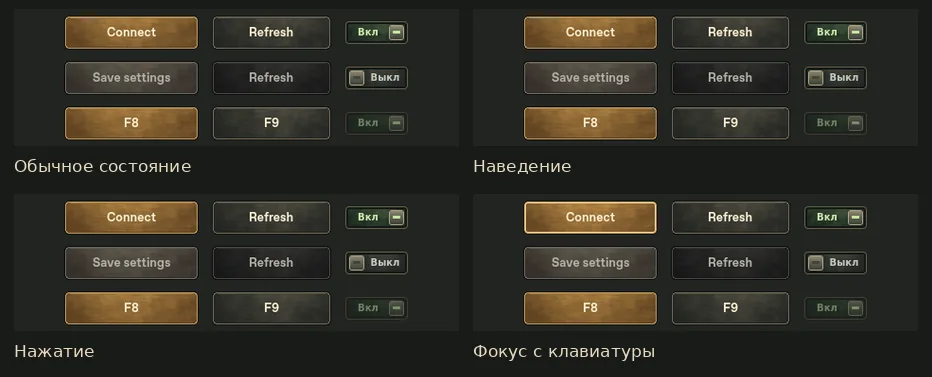 Connect Refresh Вкл
Save settings Refresh Выкл
F8 F9 Вкл
Обычное состояние
Connect Refresh Вкл
Save settings Refresh Выкл
F8 F9 Вкл
Наведение
Connect Refresh Вкл
Save settings Refresh Выкл
F8 F9 Вкл
Нажатие
Connect Refresh Вкл
Save settings Refresh Выкл
F8 F9 Вкл
Фокус с клавиатуры